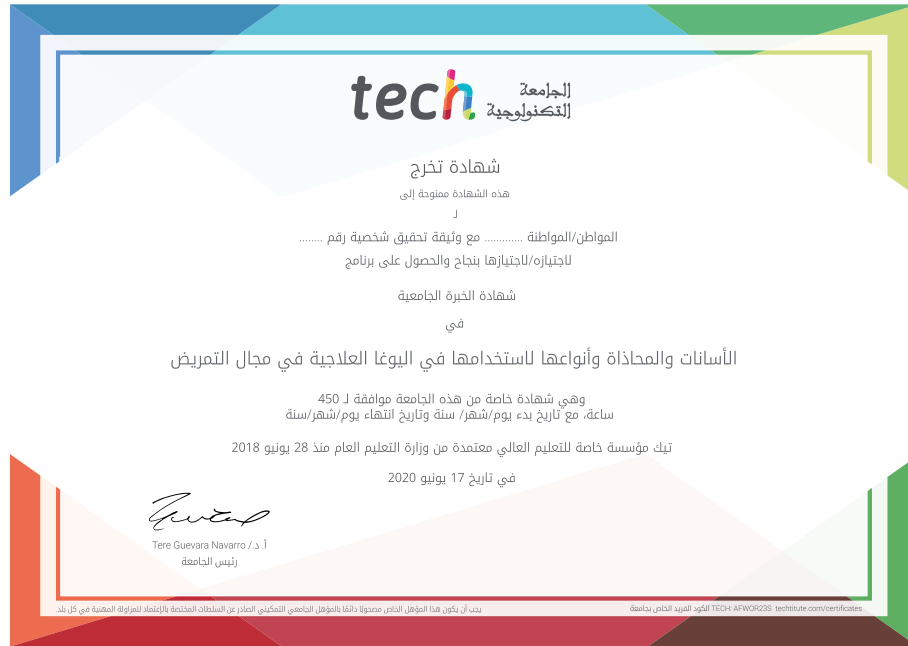 tech الجامعة
التكنولوجية
شهادة تخرج
هذه الشهادة ممنوحة إلى
لـ
المواطن/المواطنة ............ مع وثيقة تحقيق شخصية رقم ........
لاجتيازه/لاجتيازها بنجاح والحصول على برنامج
شهادة الخبرة الجامعية
في
الأسانات والمحاذاة وأنواعها لاستخدامها في اليوغا العلاجية في مجال التمريض
وهي شهادة خاصة من هذه الجامعة موافقة لـ 450
ساعة، مع تاريخ بدء يوم/شهر/ سنة وتاريخ انتهاء يوم/شهر/سنة
تيك مؤسسة خاصة للتعليم العالي معتمدة من وزارة التعليم العام منذ 28 يونيو 2018
في تاريخ 17 يونيو 2020
أ. د./ Tere Guevara Navarro
رئيس الجامعة
يجب أن يكون هذا المؤهل الخاص مصحوبًا دائمًا بالمؤهل الجامعي التمكيني الصادر عن السلطات المختصة بالإعتماد للمزاولة المهنية في كل بلد.
الكود الفريد الخاص بجامعة TECH: AFWOR23S techtitute.com/certificates